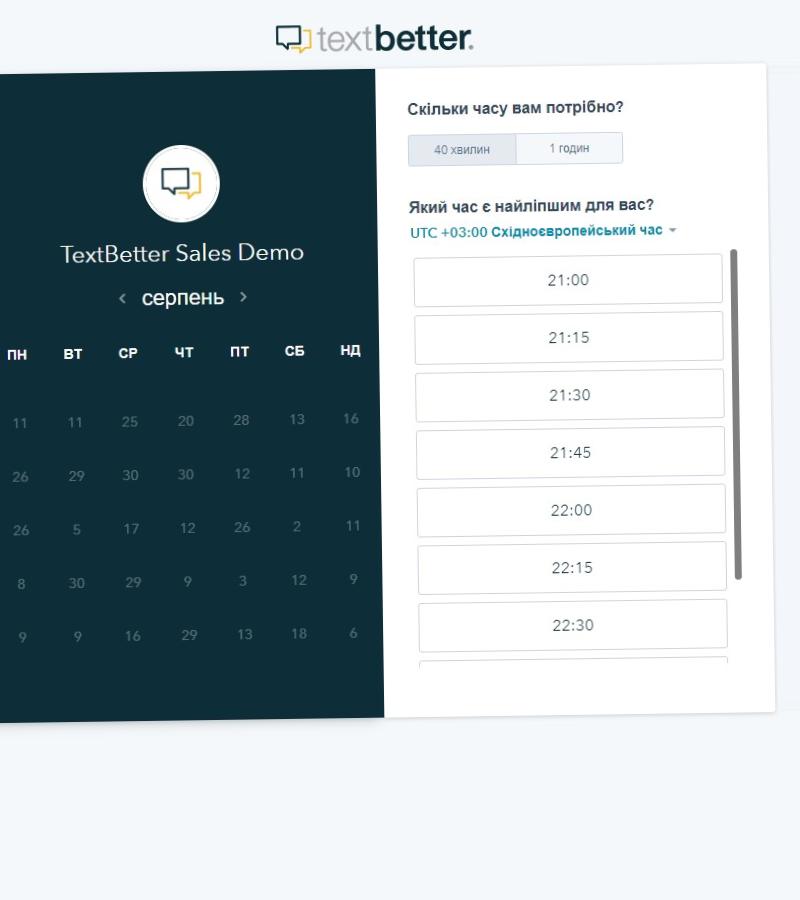 textbetter.
TextBetter Sales Demo
серпень
ПН ВТ СР ЧТ ПТ СБ НД
11 11 25 20 28 13 16
26 29 30 30 12 11 10
26 5 17 12 26 2 11
8 30 29 9 3 12 9
9 9 16 29 13 18 6
Скільки часу вам потрібно?
40 хвилин 1 годин
Який час є найліпшим для вас?
UTC +03:00 Східноєвропейський час
21:00
21:15
21:30
21:45
22:00
22:15
22:30